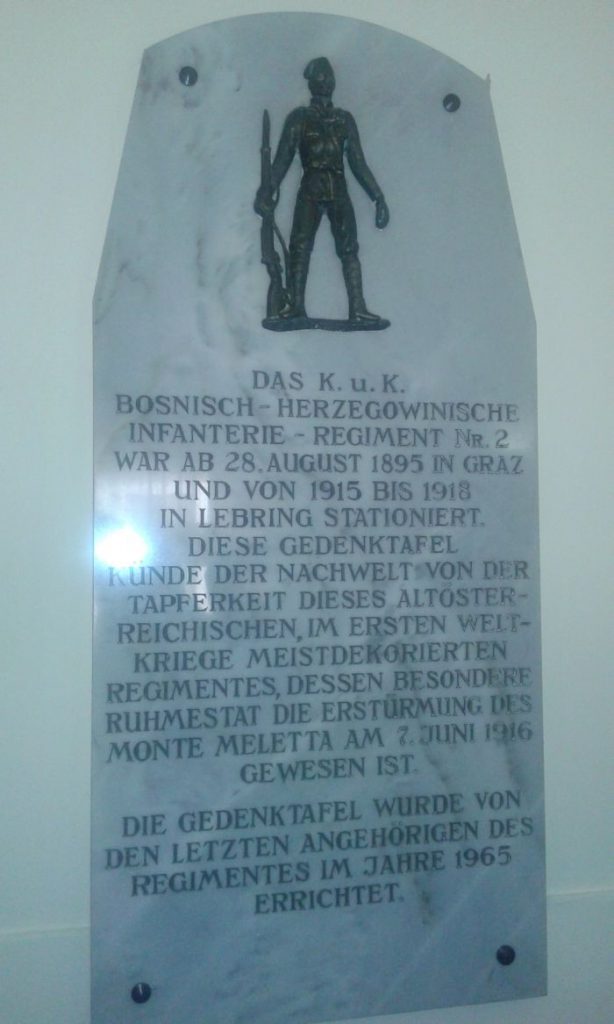 DAS K. u. K.
BOSNISCH-HERZEGOWINISCHE
INFANTERIE-REGIMENT NR. 2
WAR AB 28. AUGUST 1895 IN GRAZ
UND VON 1915 BIS 1918
IN LEBRING STATIONIERT.
DIESE GEDENKTAFEL
KÜNDE DER NACHWELT VON DER
TAPFERKEIT DIESES ALTÖSTER-
REICHISCHEN, IM ERSTEN WELT-
KRIEGE MEISTDEKORIERTEN
REGIMENTES, DESSEN BESONDERE
RUHMESTAT DIE ERSTÜRMUNG DES
MONTE MELETTA AM 7. JUNI 1916
GEWESEN IST.
DIE GEDENKTAFEL WURDE VON
DEN LETZTEN ANGEHÖRIGEN DES
REGIMENTES IM JAHRE 1965
ERRICHTET.